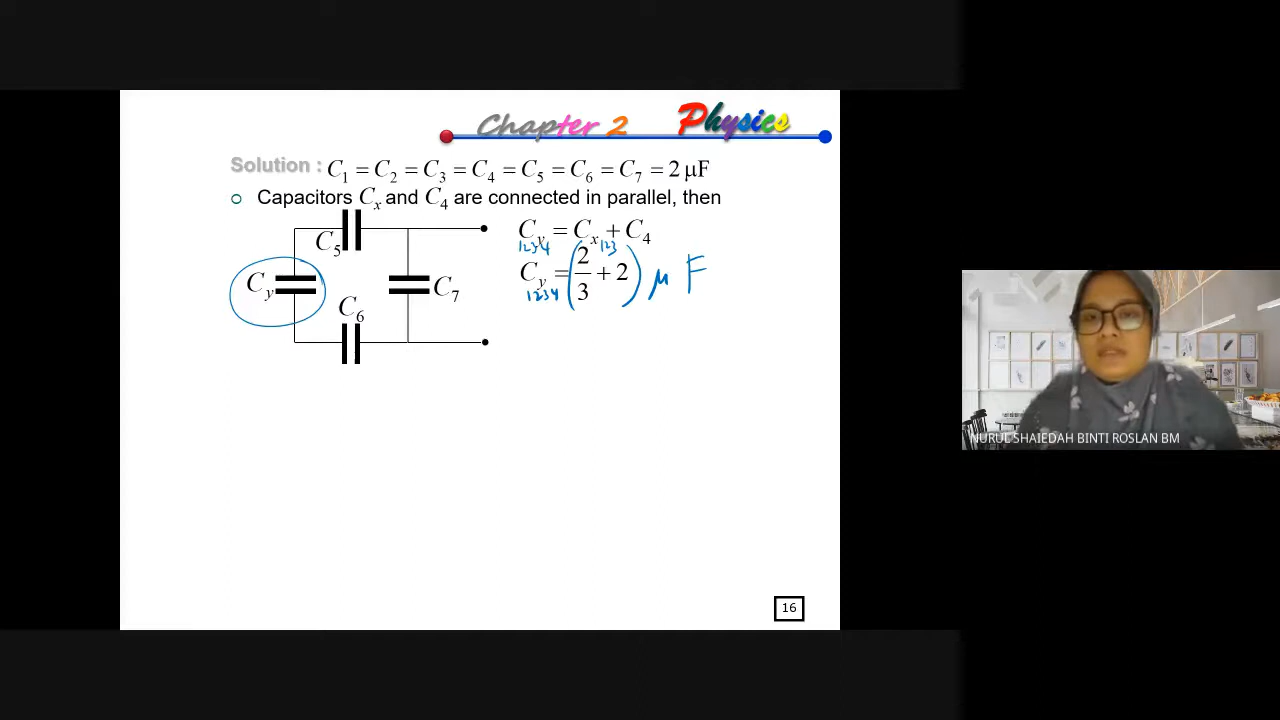 Chapter 2 Physics
Solution : C1 = C2 = C3 = C4 = C5 = C6 = C7 = 2 μF
Capacitors Cx and C4 are connected in parallel, then
C5
Cy
C6
C7
Cy = Cx + C4
1234 123
Cy = (2/3 + 2) μ F
1234
NURUL SHAIEDAH BINTI ROSLAN BM
16